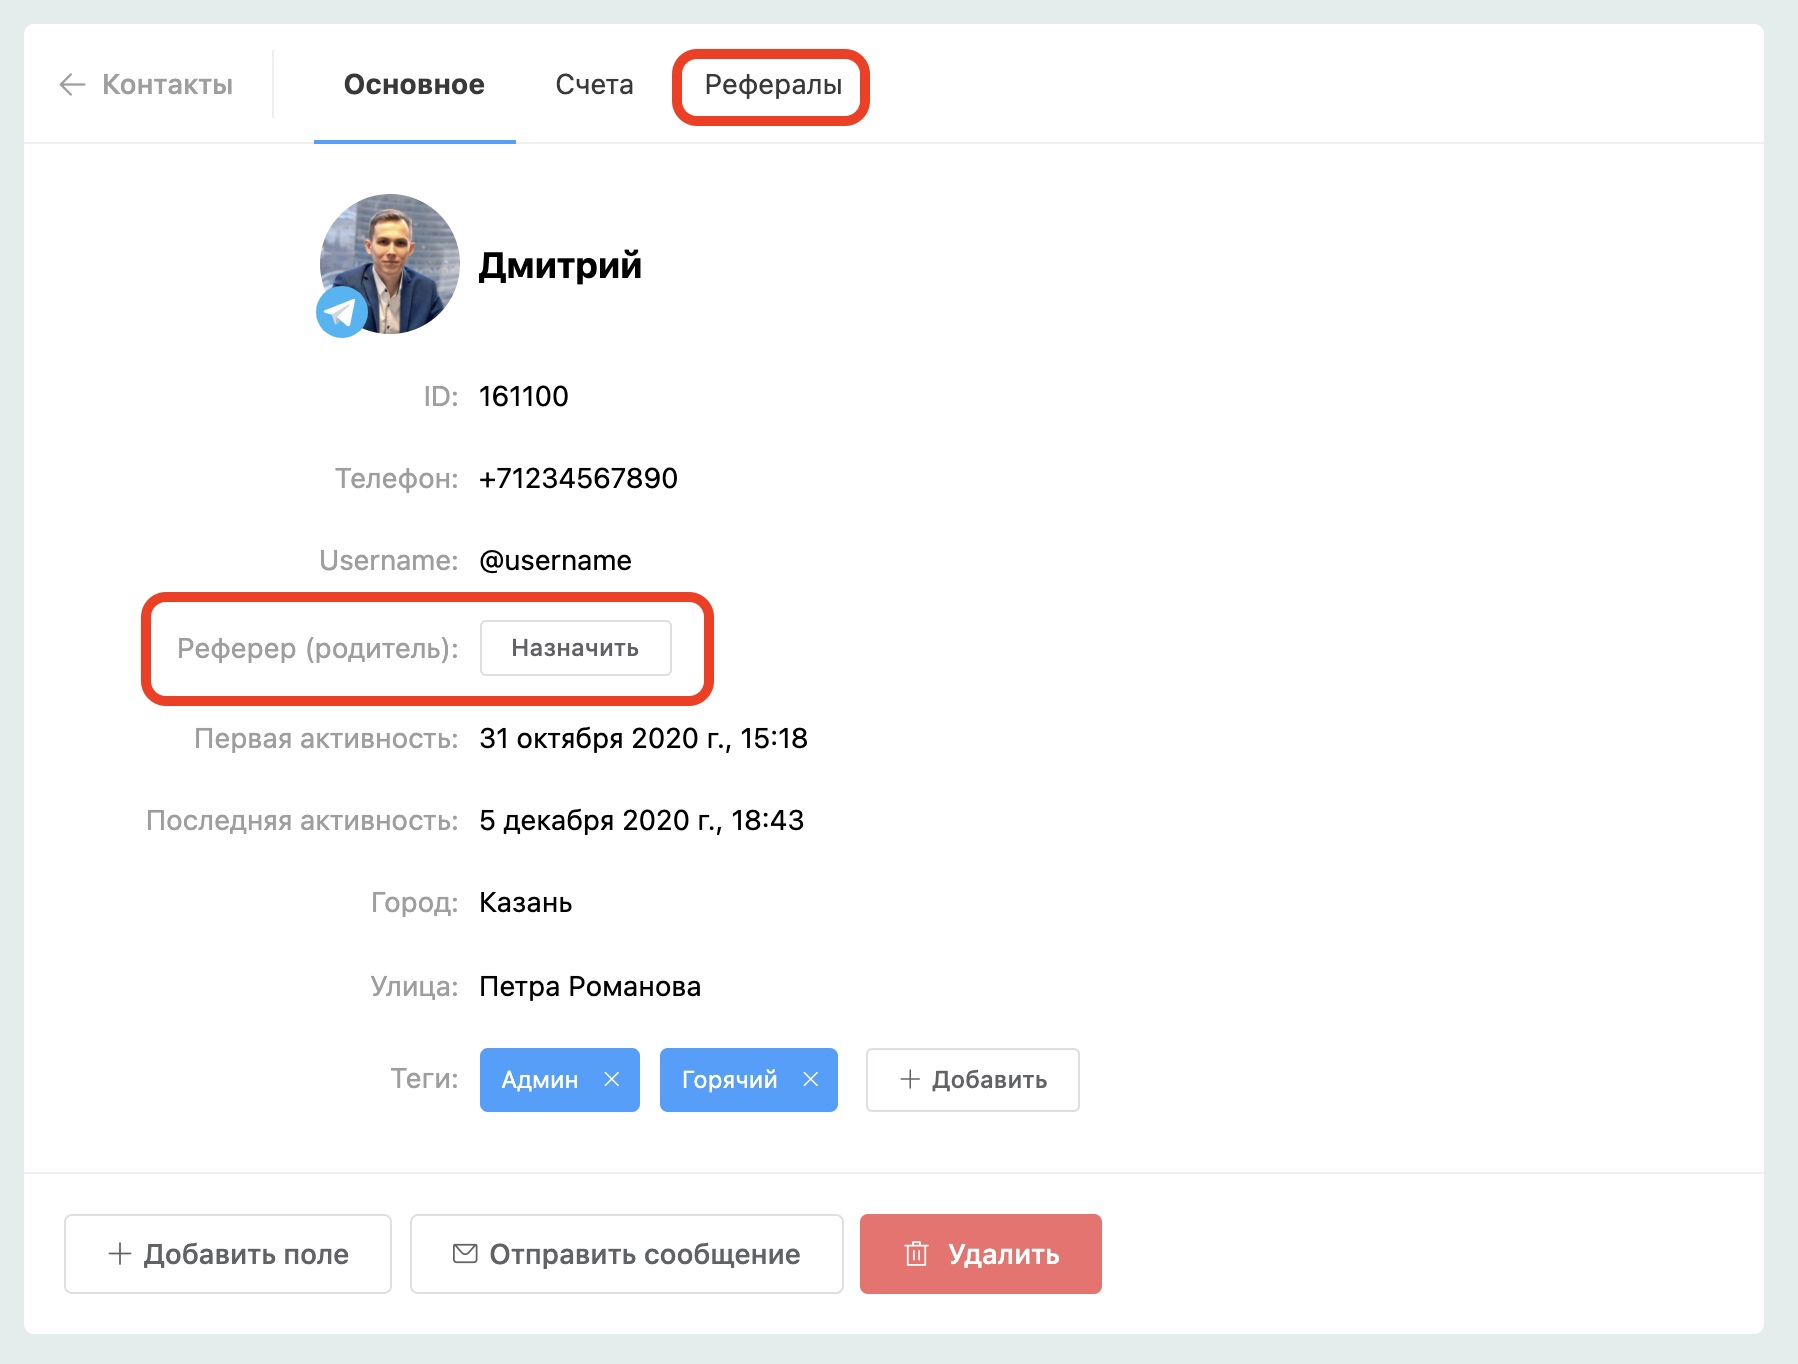 Контакты
Основное
Счета
Рефералы
Дмитрий
ID: 161100
Телефон: +71234567890
Username: @username
Реферер (родитель): Назначить
Первая активность: 31 октября 2020 г., 15:18
Последняя активность: 5 декабря 2020 г., 18:43
Город: Казань
Улица: Петра Романова
Теги: Админ Горячий Добавить
Добавить поле
Отправить сообщение
Удалить